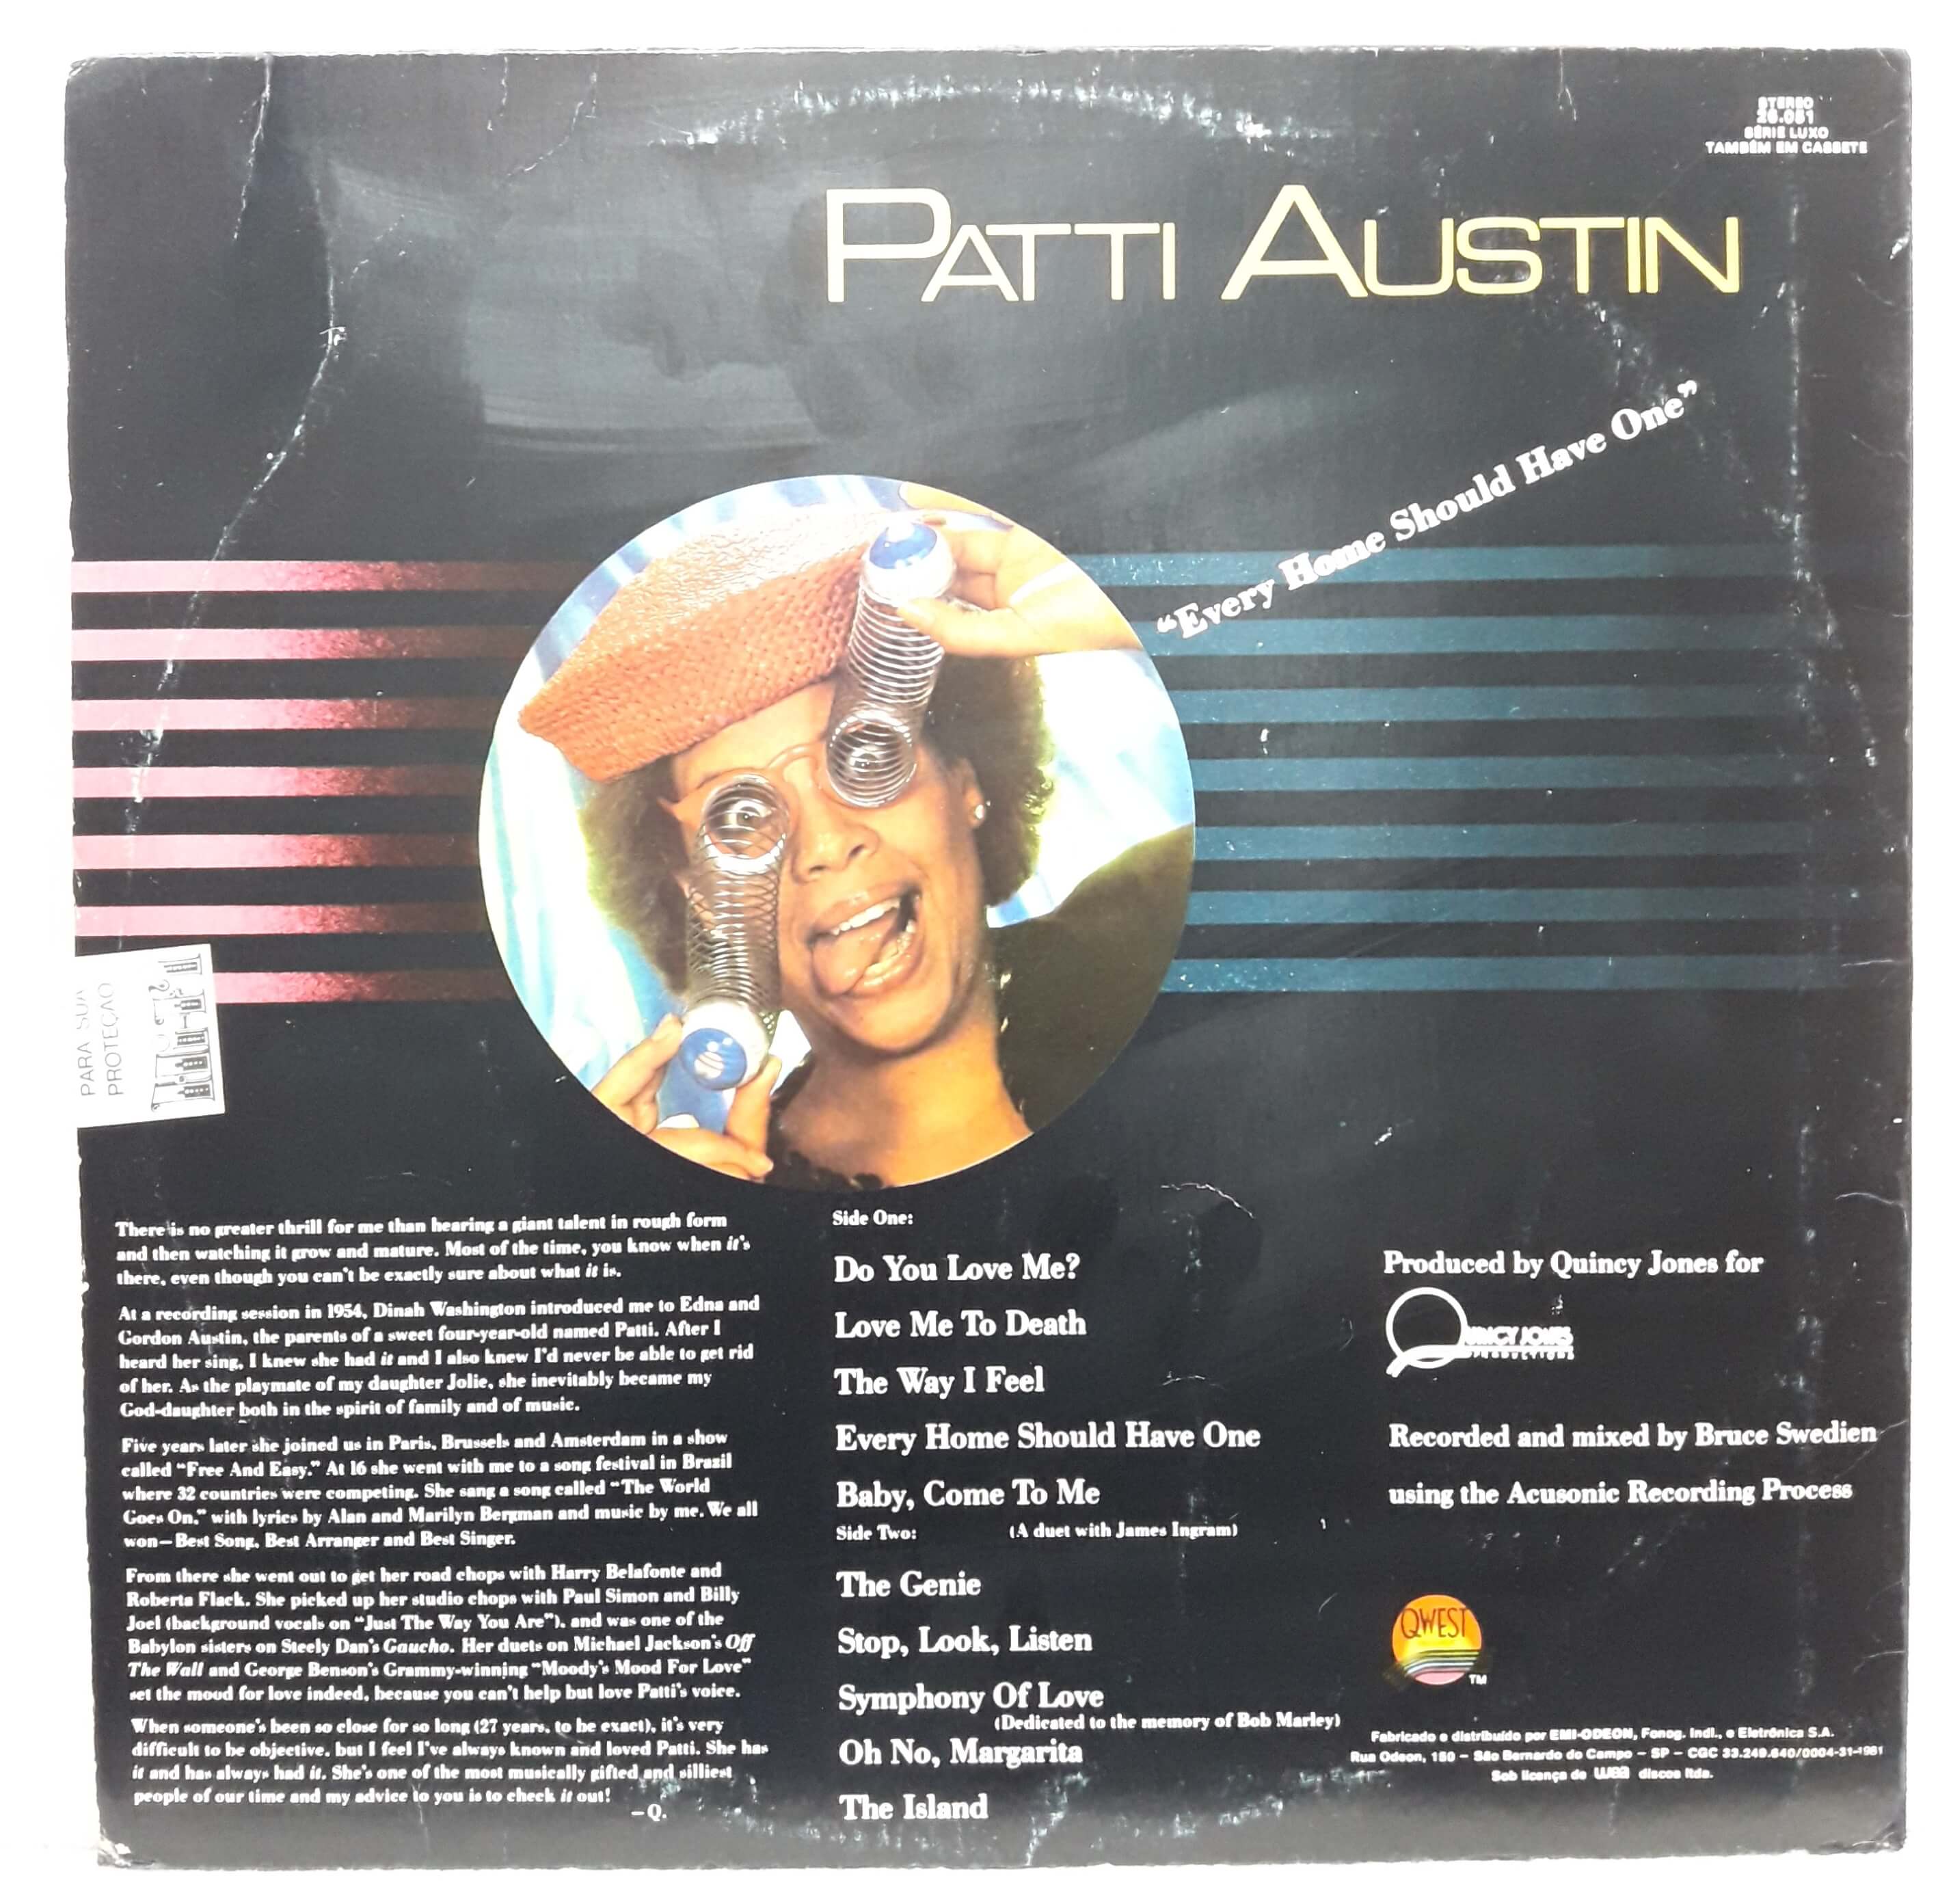 STEREO
26.051
SÉRIE LUXO
TAMBÉM EM CASSETE
PATTI AUSTIN
“Every Home Should Have One”
PARA SUA
PROTEÇÃO
There is no greater thrill for me than hearing a giant talent in rough form
and then watching it grow and mature. Most of the time, you know when it's
there, even though you can't be exactly sure about what it is.
At a recording session in 1954, Dinah Washington introduced me to Edna and
Gordon Austin, the parents of a sweet four-year-old named Patti. After I
heard her sing, I knew she had it and I also knew I'd never be able to get rid
of her. As the playmate of my daughter Jolie, she inevitably became my
God-daughter both in the spirit of family and of music.
Five years later she joined us in Paris, Brussels and Amsterdam in a show
called “Free And Easy.” At 16 she went with me to a song festival in Brazil
where 32 countries were competing. She sang a song called “The World
Goes On,” with lyrics by Alan and Marilyn Bergman and music by me. We all
won—Best Song, Best Arranger and Best Singer.
From there she went out to get her road chops with Harry Belafonte and
Roberta Flack. She picked up her studio chops with Paul Simon and Billy
Joel (background vocals on “Just The Way You Are”), and was one of the
Babylon sisters on Steely Dan's Gaucho. Her duets on Michael Jackson's Off
The Wall and George Benson's Grammy-winning “Moody's Mood For Love”
set the mood for love indeed, because you can't help but love Patti's voice.
When someone's been so close for so long (27 years, to be exact), it's very
difficult to be objective, but I feel I've always known and loved Patti. She has
it and has always had it. She's one of the most musically gifted and silliest
people of our time and my advice to you is to check it out!
—Q.
Side One:
Do You Love Me?
Love Me To Death
The Way I Feel
Every Home Should Have One
Baby, Come To Me
(A duet with James Ingram)
Side Two:
The Genie
Stop, Look, Listen
Symphony Of Love
(Dedicated to the memory of Bob Marley)
Oh No, Margarita
The Island
Produced by Quincy Jones for
QUINCY JONES
PRODUCTIONS
Recorded and mixed by Bruce Swedien
using the Acusonic Recording Process
QWEST
TM
Fabricado e distribuído por EMI-ODEON, Fonog. Indl., e Eletrônica S.A.
Rua Odeon, 150 – São Bernardo do Campo – SP – CGC 33.249.640/0004-31-1981
Sob licença de wea discos ltda.